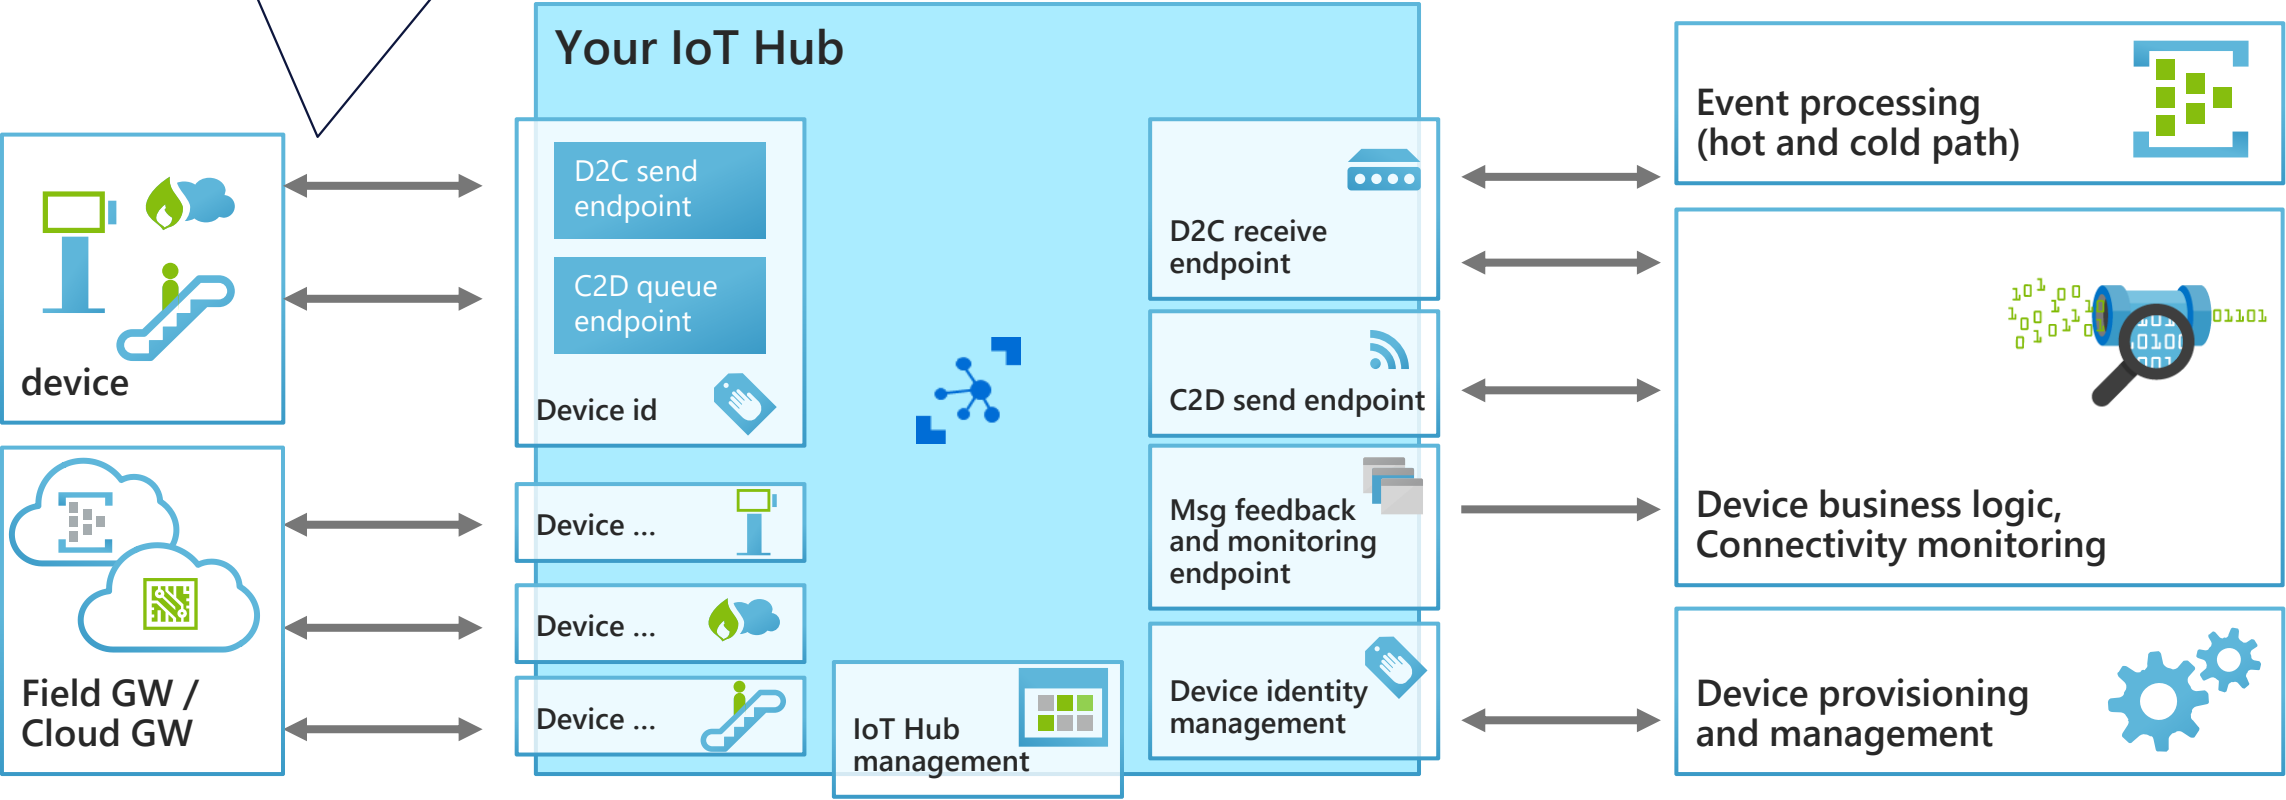 Your IoT Hub
device
Field GW /
Cloud GW
D2C send
endpoint
C2D queue
endpoint
Device id
Device ...
Device ...
Device ...
IoT Hub
management
D2C receive
endpoint
C2D send endpoint
Msg feedback
and monitoring
endpoint
Device identity
management
Event processing
(hot and cold path)
01101
Device business logic,
Connectivity monitoring
Device provisioning
and management